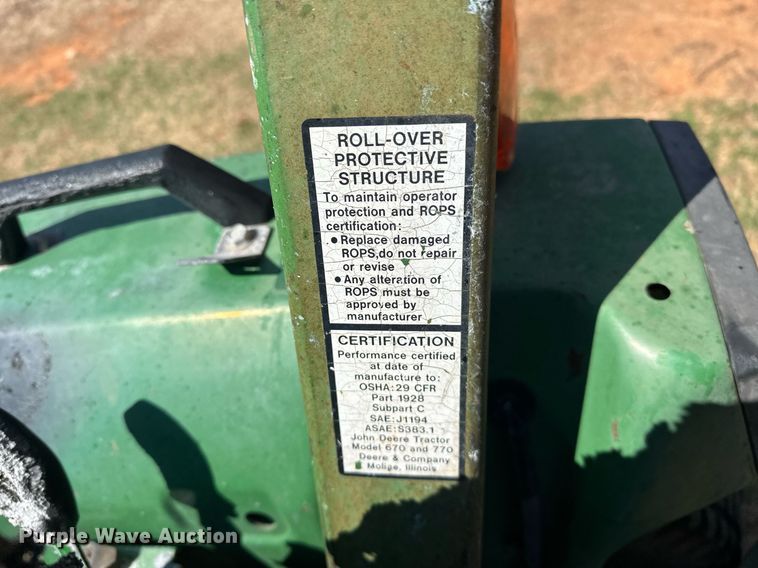 ROLL-OVER
PROTECTIVE
STRUCTURE
To maintain operator
protection and ROPS
certification:
● Replace damaged
ROPS,do not repair
or revise
● Any alteration of
ROPS must be
approved by
manufacturer
CERTIFICATION
Performance certified
at date of
manufacture to:
OSHA:29 CFR
Part 1928
Subpart C
SAE:J1194
ASAE:S383.1
John Deere Tractor
Model 670 and 770
Deere & Company
Moline, Illinois
Purple Wave Auction